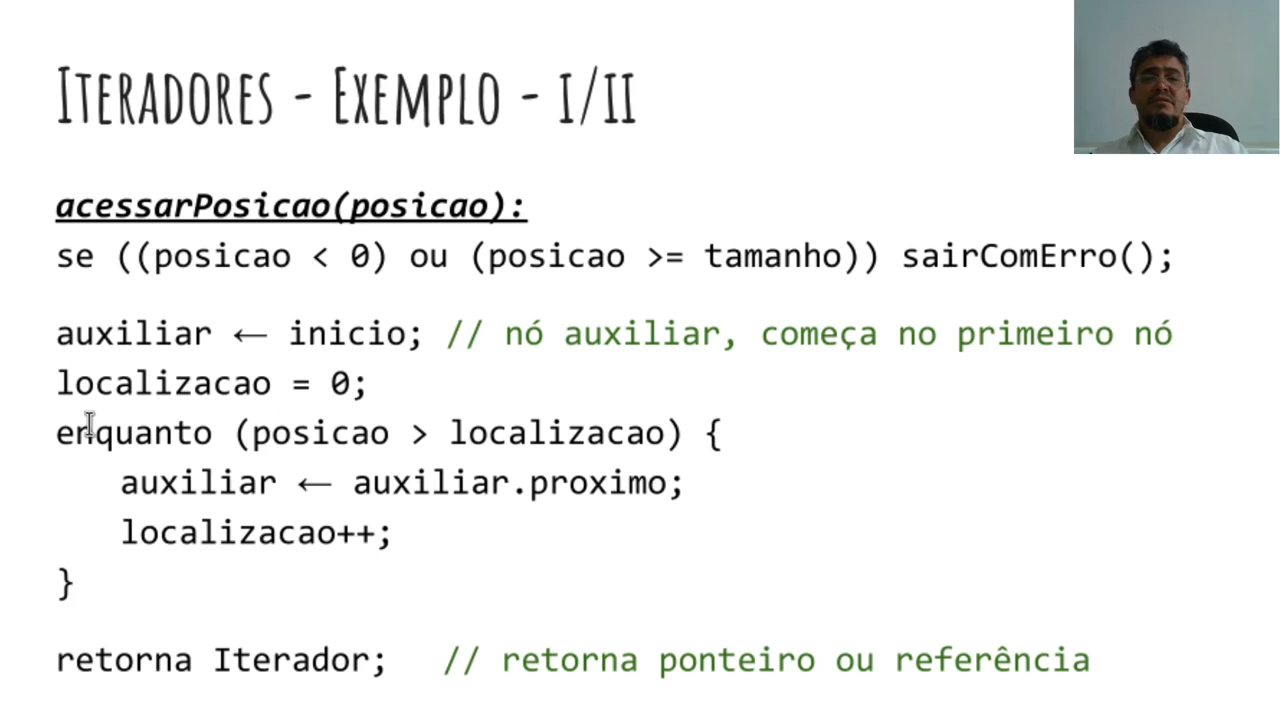 Iteradores - Exemplo - I/II
acessarPosicao(posicao):
se ((posicao < 0) ou (posicao >= tamanho)) sairComErro();
auxiliar ← inicio; // nó auxiliar, começa no primeiro nó
localizacao = 0;
enquanto (posicao > localizacao) {
auxiliar ← auxiliar.proximo;
localizacao++;
}
retorna Iterador; // retorna ponteiro ou referência